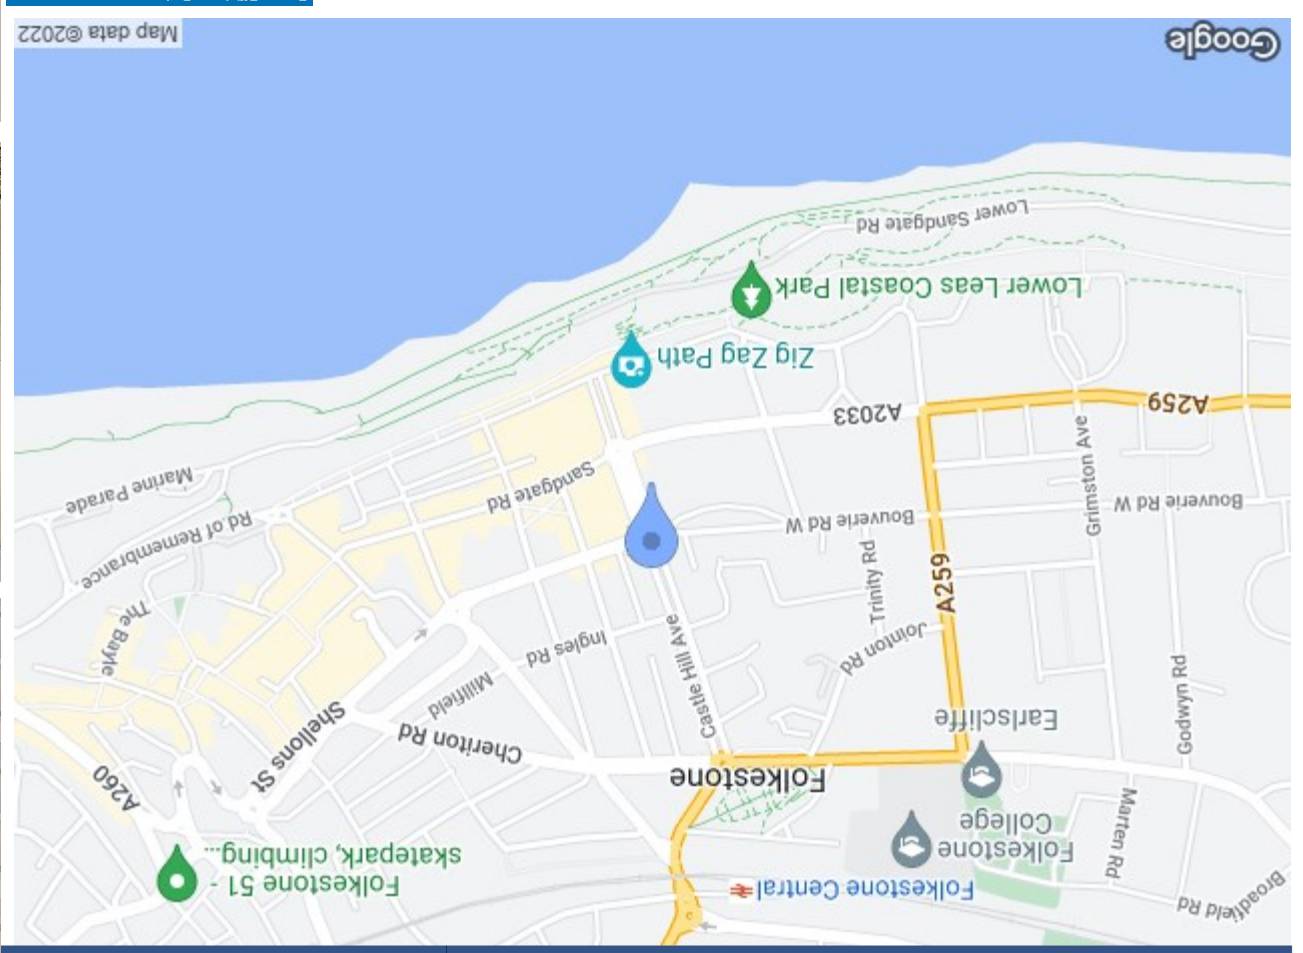 Broadfield Rd
Folkestone Central
Folkestone 51 -
skatepark, climbing...
Folkestone
College
Marten Rd
A260
Folkestone
Earlscliffe
Cheriton Rd
Shellons St
Godwyn Rd
Castle Hill Ave
Millfield
Jointon Rd
Ingles Rd
The Bayle
Trinity Rd
A259
Rd of Remembrance
Bouverie Rd W
Bouverie Rd W
Grimston Ave
Sandgate Rd
Marine Parade
A259
A2033
Zig Zag Path
Lower Leas Coastal Park
Lower Sandgate Rd
Google
Map data ©2022